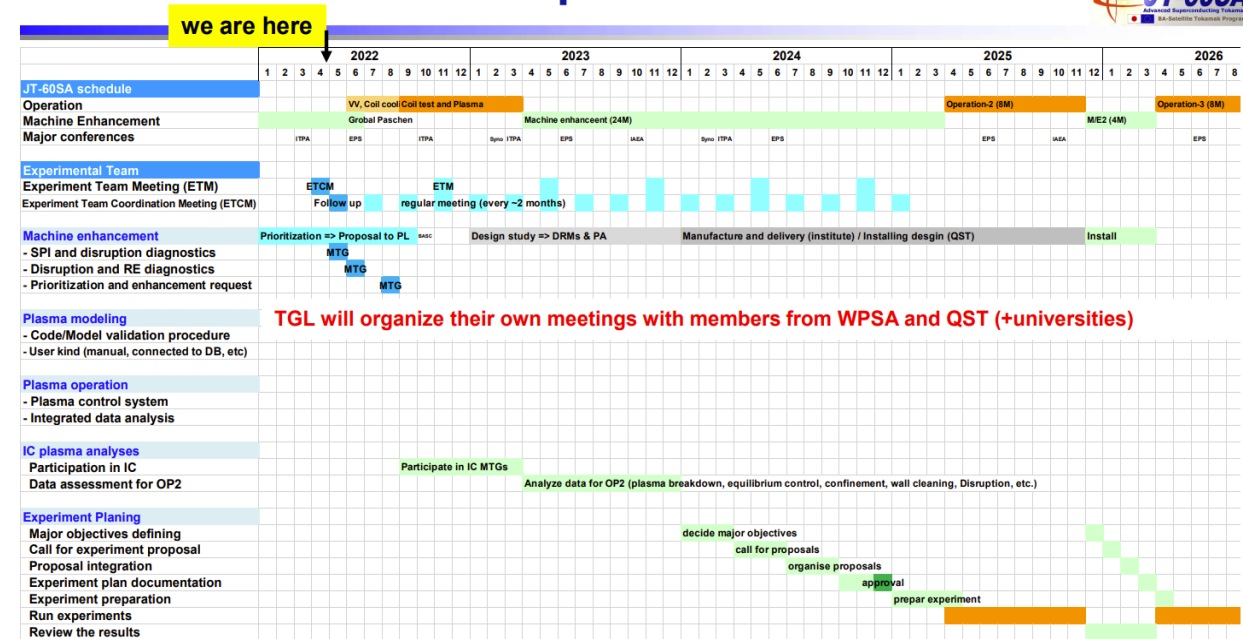 we are here
Advanced Superconducting Tokama
BA-Satellite Tokamak Progra
2022 2023 2024 2025 2026
1 2 3 4 5 6 7 8 9 10 11 12 1 2 3 4 5 6 7 8 9 10 11 12 1 2 3 4 5 6 7 8 9 10 11 12 1 2 3 4 5 6 7 8 9 10 11 12 1 2 3 4 5 6 7 8
JT-60SA schedule
Operation VV, Coil cool Coil test and Plasma Operation-2 (8M) Operation-3 (8M)
Machine Enhancement Grobal Paschen Machine enhanceent (24M) M/E2 (4M)
Major conferences ITPA EPS ITPA Syno ITPA EPS IAEA Syno ITPA EPS EPS IAEA EPS
Experimental Team
Experiment Team Meeting (ETM) ETCM ETM
Experiment Team Coordination Meeting (ETCM) Follow up regular meeting (every ~2 months)
Machine enhancement Prioritization => Proposal to PL BASC Design study => DRMs & PA Manufacture and delivery (institute) / Installing desgin (QST) Install
- SPI and disruption diagnostics MTG
- Disruption and RE diagnostics MTG
- Prioritization and enhancement request MTG
Plasma modeling TGL will organize their own meetings with members from WPSA and QST (+universities)
- Code/Model validation procedure
- User kind (manual, connected to DB, etc)
Plasma operation
- Plasma control system
- Integrated data analysis
IC plasma analyses
Participation in IC Participate in IC MTGs
Data assessment for OP2 Analyze data for OP2 (plasma breakdown, equilibrium control, confinement, wall cleaning, Disruption, etc.)
Experiment Planing
Major objectives defining decide major objectives
Call for experiment proposal call for proposals
Proposal integration organise proposals
Experiment plan documentation approval
Experiment preparation prepar experiment
Run experiments
Review the results